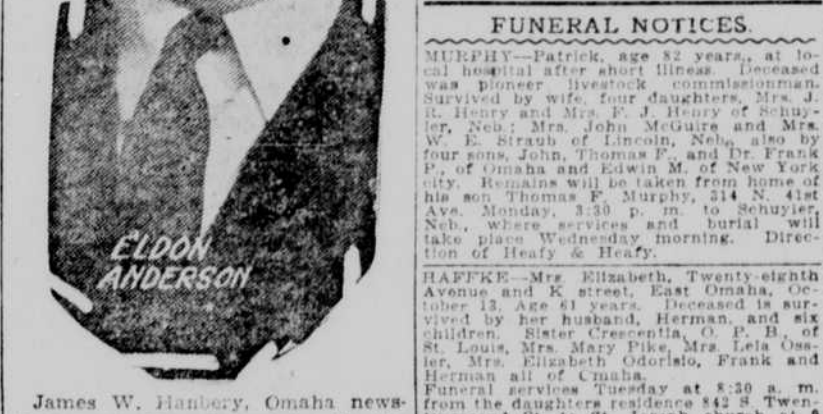 ELDON
ANDERSON
James W. Hanbery, Omaha news-
FUNERAL NOTICES.
MURPHY—Patrick, age 82 years,, at lo-
cal hospital after short illness. Deceased
was pioneer livestock commissionman.
Survived by wife, four daughters, Mrs. J.
R. Henry and Mrs. F. J. Henry of Schuy-
ler, Neb.; Mrs. John McGuire and Mrs.
W. E. Straub of Lincoln, Neb., also by
four sons, John, Thomas F., and Dr. Frank
P., of Omaha and Edwin M. of New York
city. Remains will be taken from home of
his son Thomas F. Murphy, 314 N. 41st
Ave. Monday, 3:30 p. m. to Schuyler,
Neb., where services and burial will
take place Wednesday morning. Direc-
tion of Heafy & Heafy.
HAFFKE—Mrs Elizabeth, Twenty-eighth
Avenue and K street, East Omaha, Oc-
tober 13. Age 61 years. Deceased is sur-
vived by her husband, Herman, and six
children. Sister Crescentia, O. P. B., of
St. Louis, Mrs. Mary Pike, Mrs. Lela Oss-
ler, Mrs. Elizabeth Odorisio, Frank and
Herman all of Omaha.
Funeral services Tuesday at 8:30 a. m.
from the daughters residence 842 S. Twen-